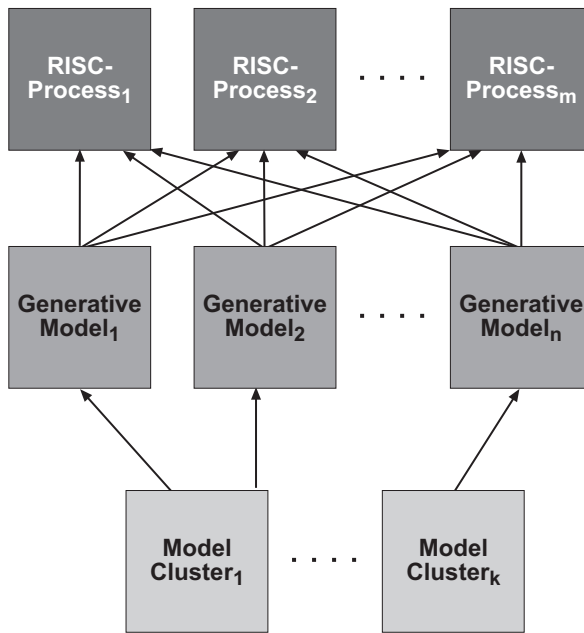 RISC-
Process₁
RISC-
Process₂
. . . .
RISC-
Processₘ
Generative
Model₁
Generative
Model₂
. . . .
Generative
Modelₙ
Model
Cluster₁
. . . .
Model
Clusterₖ